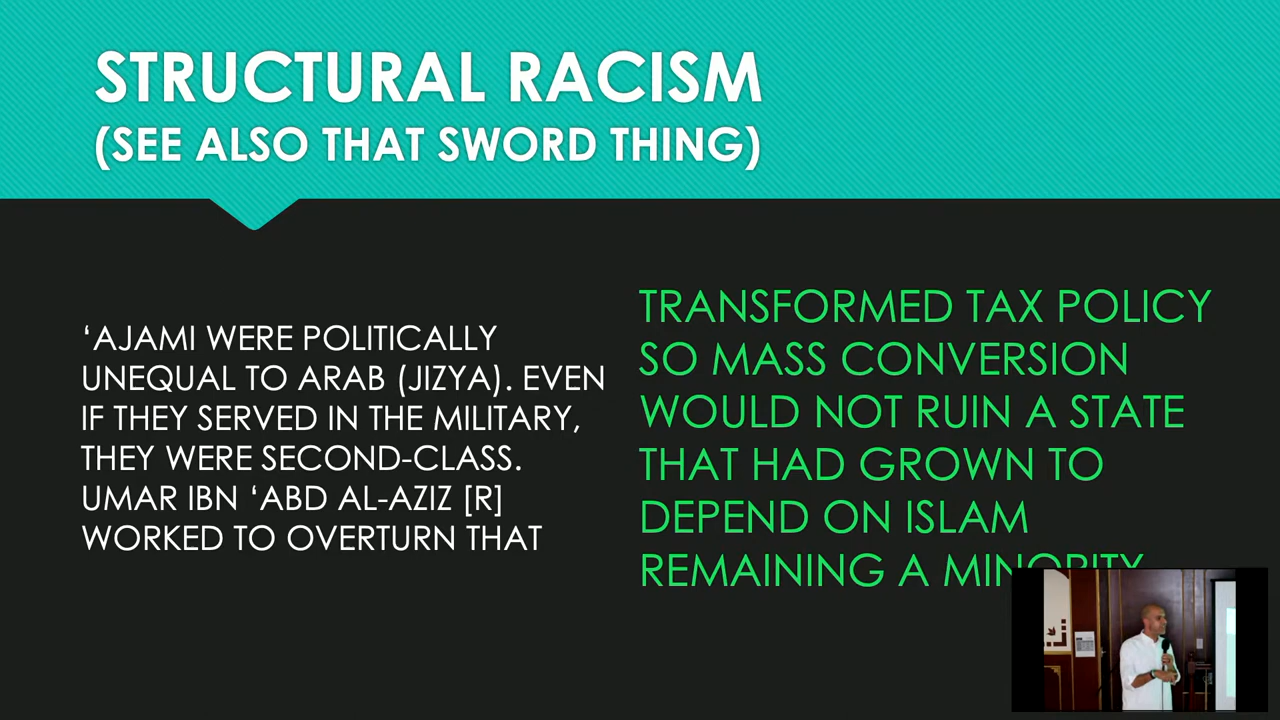 STRUCTURAL RACISM
(SEE ALSO THAT SWORD THING)
‘AJAMI WERE POLITICALLY
UNEQUAL TO ARAB (JIZYA). EVEN
IF THEY SERVED IN THE MILITARY,
THEY WERE SECOND-CLASS.
UMAR IBN ‘ABD AL-AZIZ [R]
WORKED TO OVERTURN THAT
TRANSFORMED TAX POLICY
SO MASS CONVERSION
WOULD NOT RUIN A STATE
THAT HAD GROWN TO
DEPEND ON ISLAM
REMAINING A MINORITY